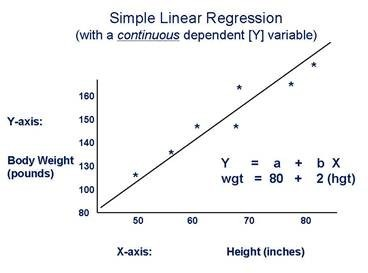 Simple Linear Regression
(with a continuous dependent [Y] variable)
Y-axis:
Body Weight
(pounds)
160
150
140
130
100
80
* * * * * * *
Y = a + b X
wgt = 80 + 2 (hgt)
50 60 70 80
X-axis: Height (inches)